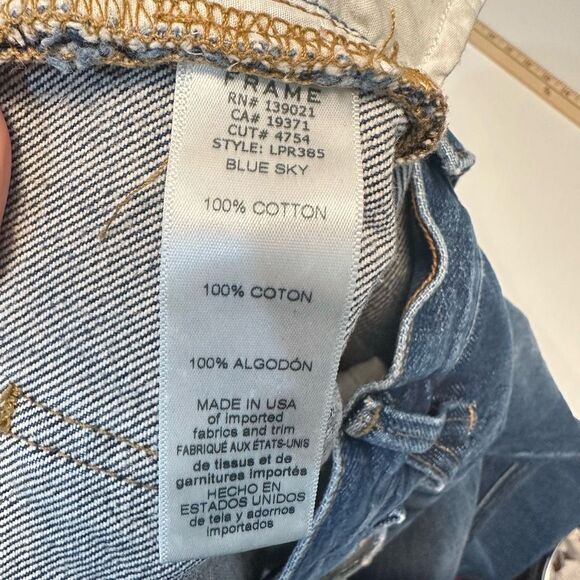 FRAME
RN# 139021
CA# 19371
CUT# 4754
STYLE: LPR385
BLUE SKY
100% COTTON
100% COTON
100% ALGODÓN
MADE IN USA
of imported
fabrics and trim
FABRIQUÉ AUX ÉTATS-UNIS
de tissus et de
garnitures importés
HECHO EN
ESTADOS UNIDOS
de tela y adornos
importados